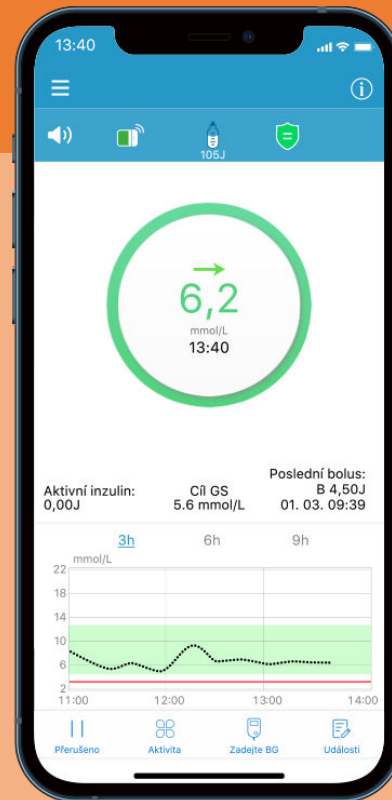 13:40
105J
6,2
mmol/L
13:40
Aktivní inzulin:
0,00J
Cíl GS
5.6 mmol/L
Poslední bolus:
B 4,50J
01. 03. 09:39
3h
6h
9h
mmol/L
22
18
14
10
6
2
11:00
12:00
13:00
14:00
Přerušeno
Aktivita
Zadejte BG
Události